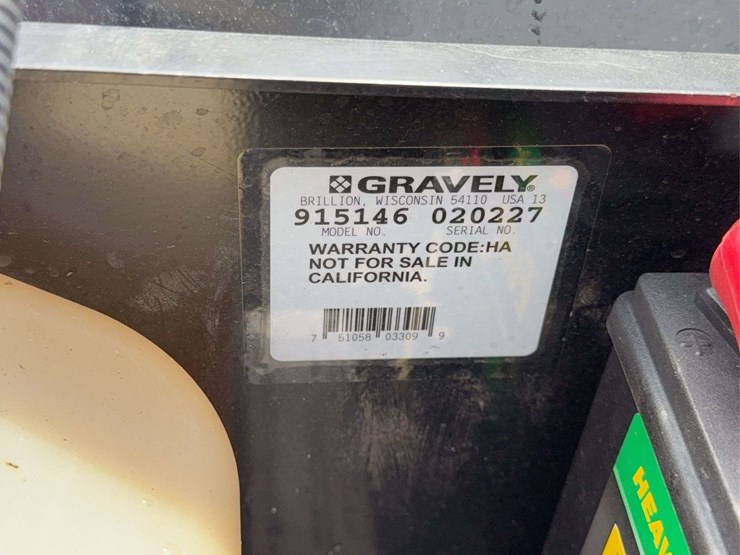 GRAVELY®
BRILLION, WISCONSIN 54110 USA 13
915146 020227
MODEL NO. SERIAL NO.
WARRANTY CODE:HA
NOT FOR SALE IN
CALIFORNIA.
7 51058 03309 9